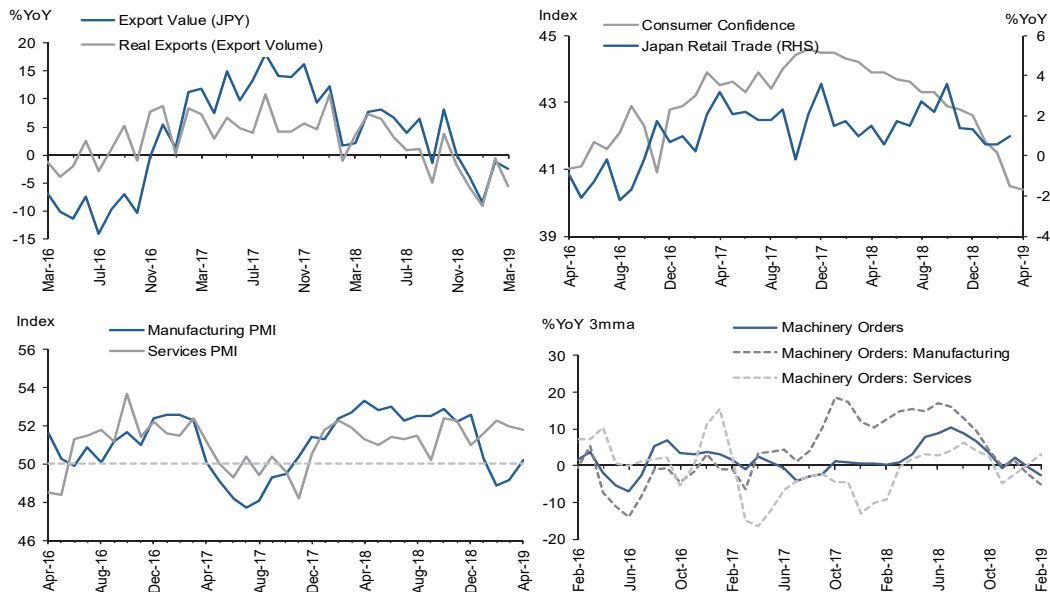 %YoY
Export Value (JPY)
Real Exports (Export Volume)
20
15
10
5
0
-5
-10
-15
Mar-16
Jul-16
Nov-16
Mar-17
Jul-17
Nov-17
Mar-18
Jul-18
Nov-18
Mar-19
Index
%YoY
Consumer Confidence
Japan Retail Trade (RHS)
45
43
41
39
6
4
2
0
-2
-4
Apr-16
Aug-16
Dec-16
Apr-17
Aug-17
Dec-17
Apr-18
Aug-18
Dec-18
Apr-19
Index
Manufacturing PMI
Services PMI
56
54
52
50
48
46
Apr-16
Aug-16
Dec-16
Apr-17
Aug-17
Dec-17
Apr-18
Aug-18
Dec-18
Apr-19
%YoY 3mma
Machinery Orders
Machinery Orders: Manufacturing
Machinery Orders: Services
30
20
10
0
-10
-20
Feb-16
Jun-16
Oct-16
Feb-17
Jun-17
Oct-17
Feb-18
Jun-18
Oct-18
Feb-19